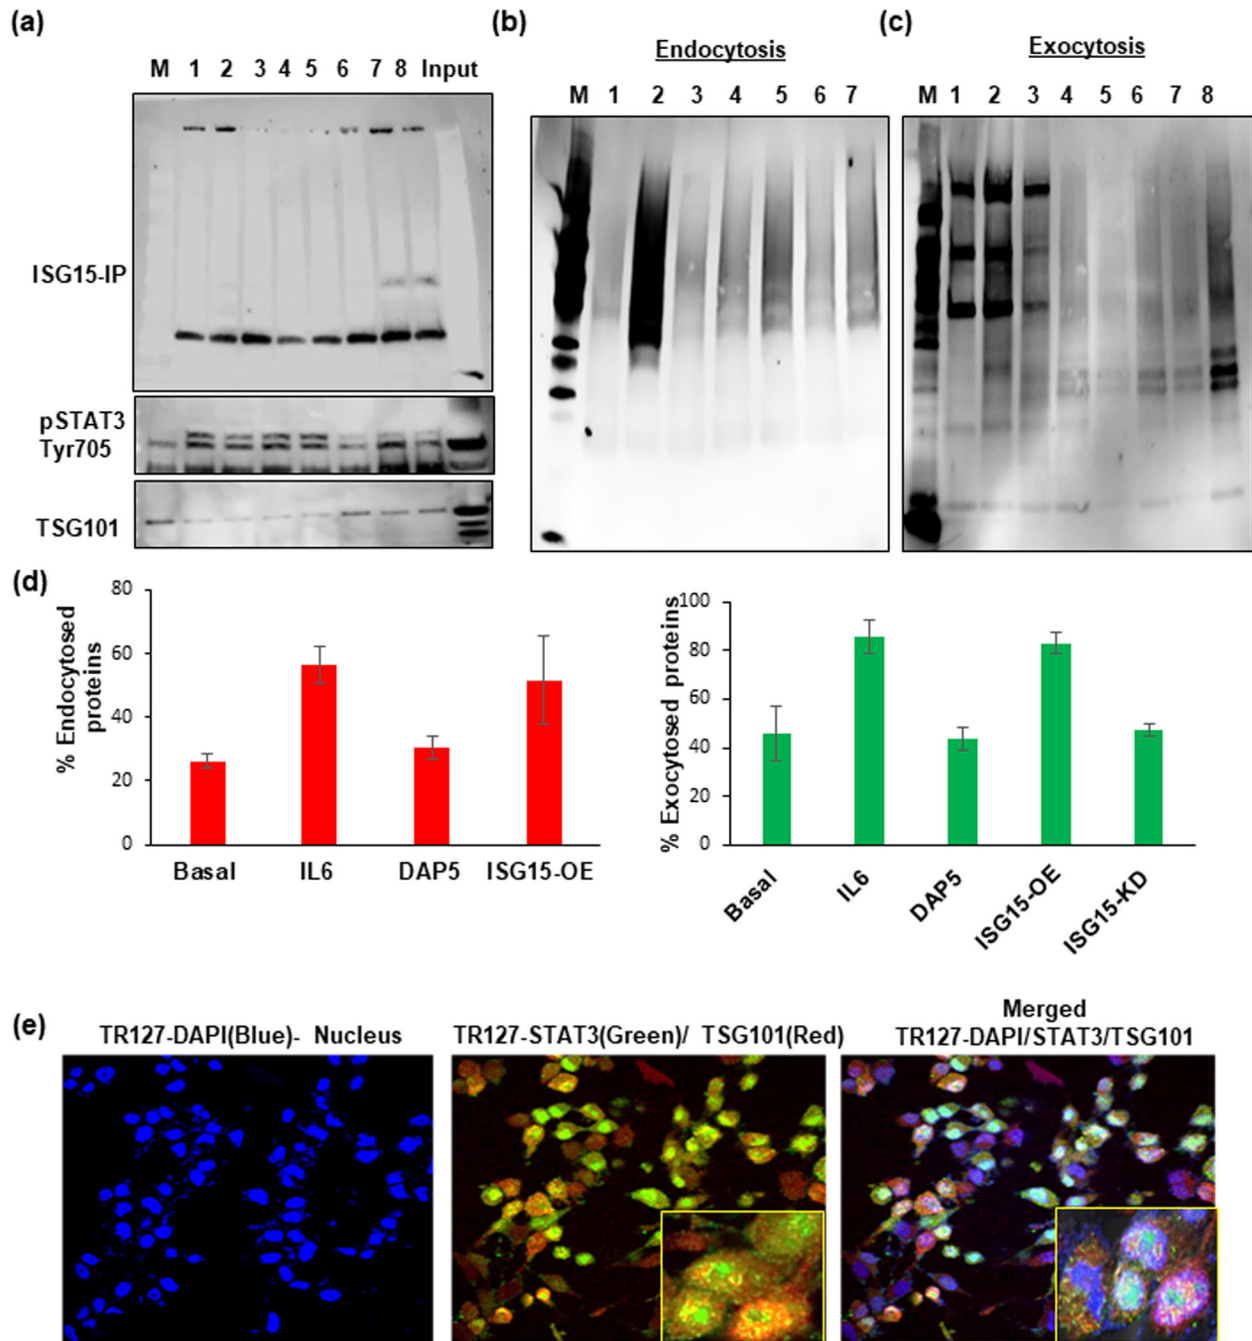 (a)
M 1 2 3 4 5 6 7 8 Input
ISG15-IP
pSTAT3
Tyr705
TSG101
(b)
Endocytosis
M 1 2 3 4 5 6 7
(c)
Exocytosis
M 1 2 3 4 5 6 7 8
(d)
% Endocytosed
proteins
80
60
40
20
0
Basal IL6 DAP5 ISG15-OE
% Exocytosed proteins
100
80
60
40
20
0
Basal
IL6
DAP5
ISG15-OE
ISG15-KD
(e)
TR127-DAPI(Blue)- Nucleus
TR127-STAT3(Green)/ TSG101(Red)
Merged
TR127-DAPI/STAT3/TSG101